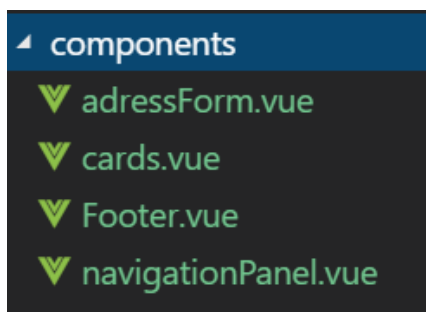 components
adressForm.vue
cards.vue
Footer.vue
navigationPanel.vue